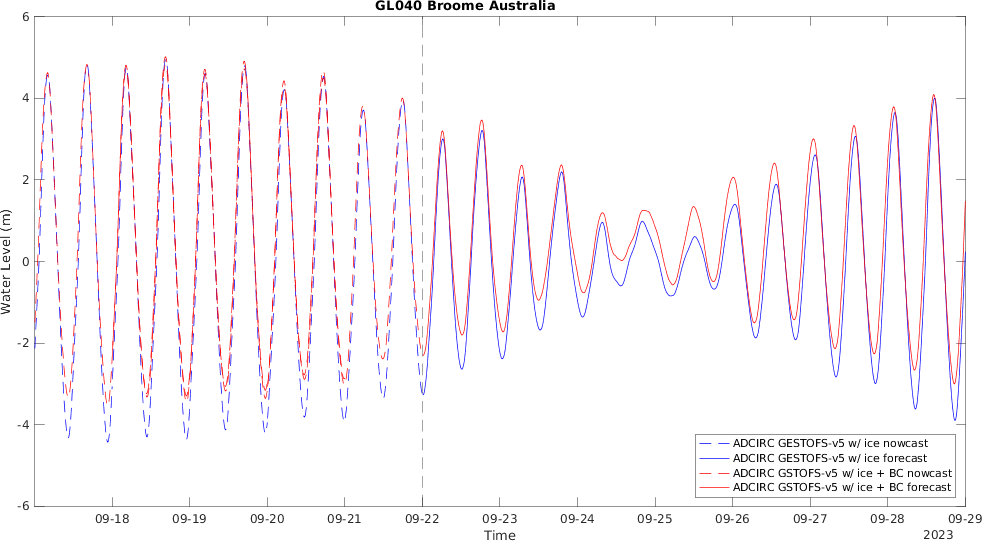 GL040 Broome Australia
Water Level (m)
6
4
2
0
-2
-4
-6
ADCIRC GESTOFS-v5 w/ ice nowcast
ADCIRC GESTOFS-v5 w/ ice forecast
ADCIRC GSTOFS-v5 w/ ice + BC nowcast
ADCIRC GSTOFS-v5 w/ ice + BC forecast
09-18 09-19 09-20 09-21 09-22 09-23 09-24 09-25 09-26 09-27 09-28 09-29
Time
2023